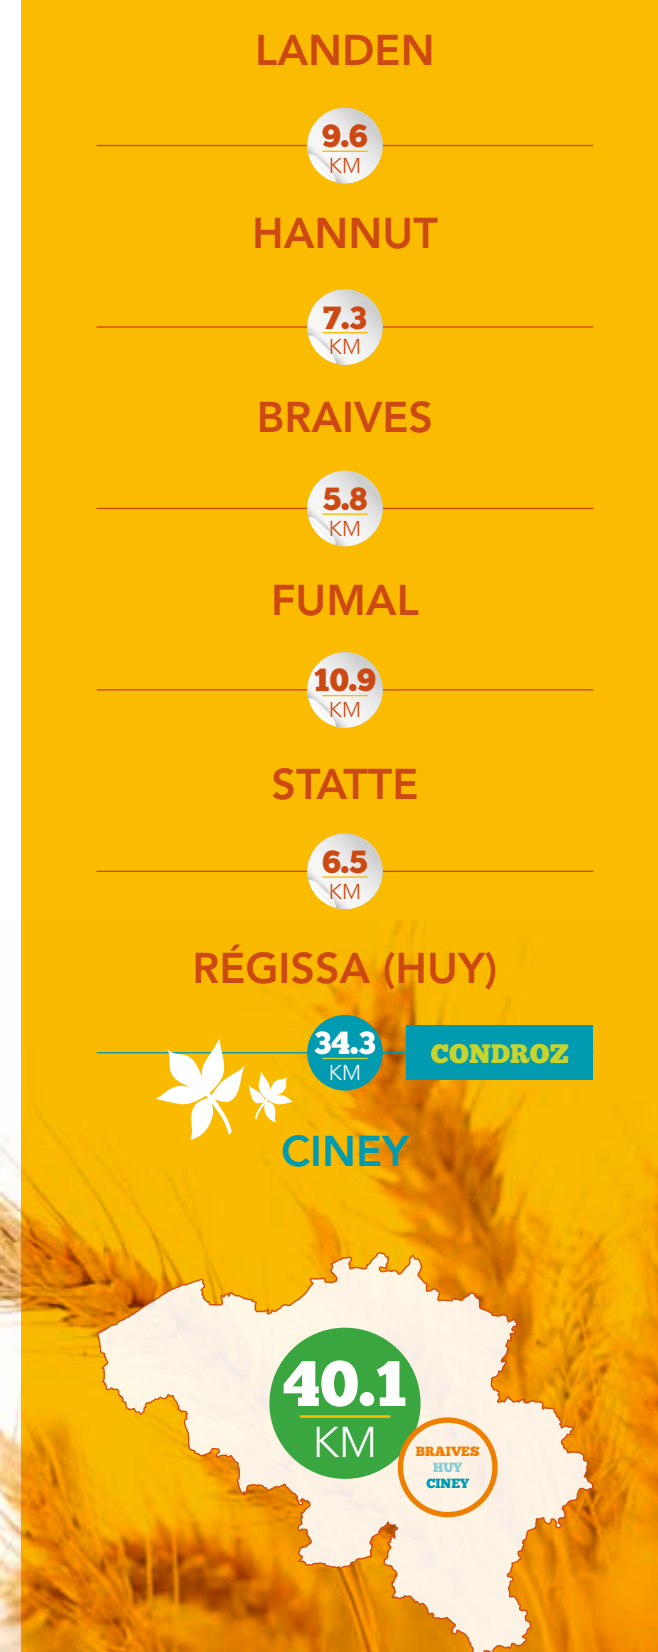 LANDEN
9.6
KM
HANNUT
7.3
KM
BRAIVES
5.8
KM
FUMAL
10.9
KM
STATTE
6.5
KM
RÉGISSA (HUY)
34.3
KM
CONDROZ
CINEY
40.1
KM
BRAIVES
HUY
CINEY